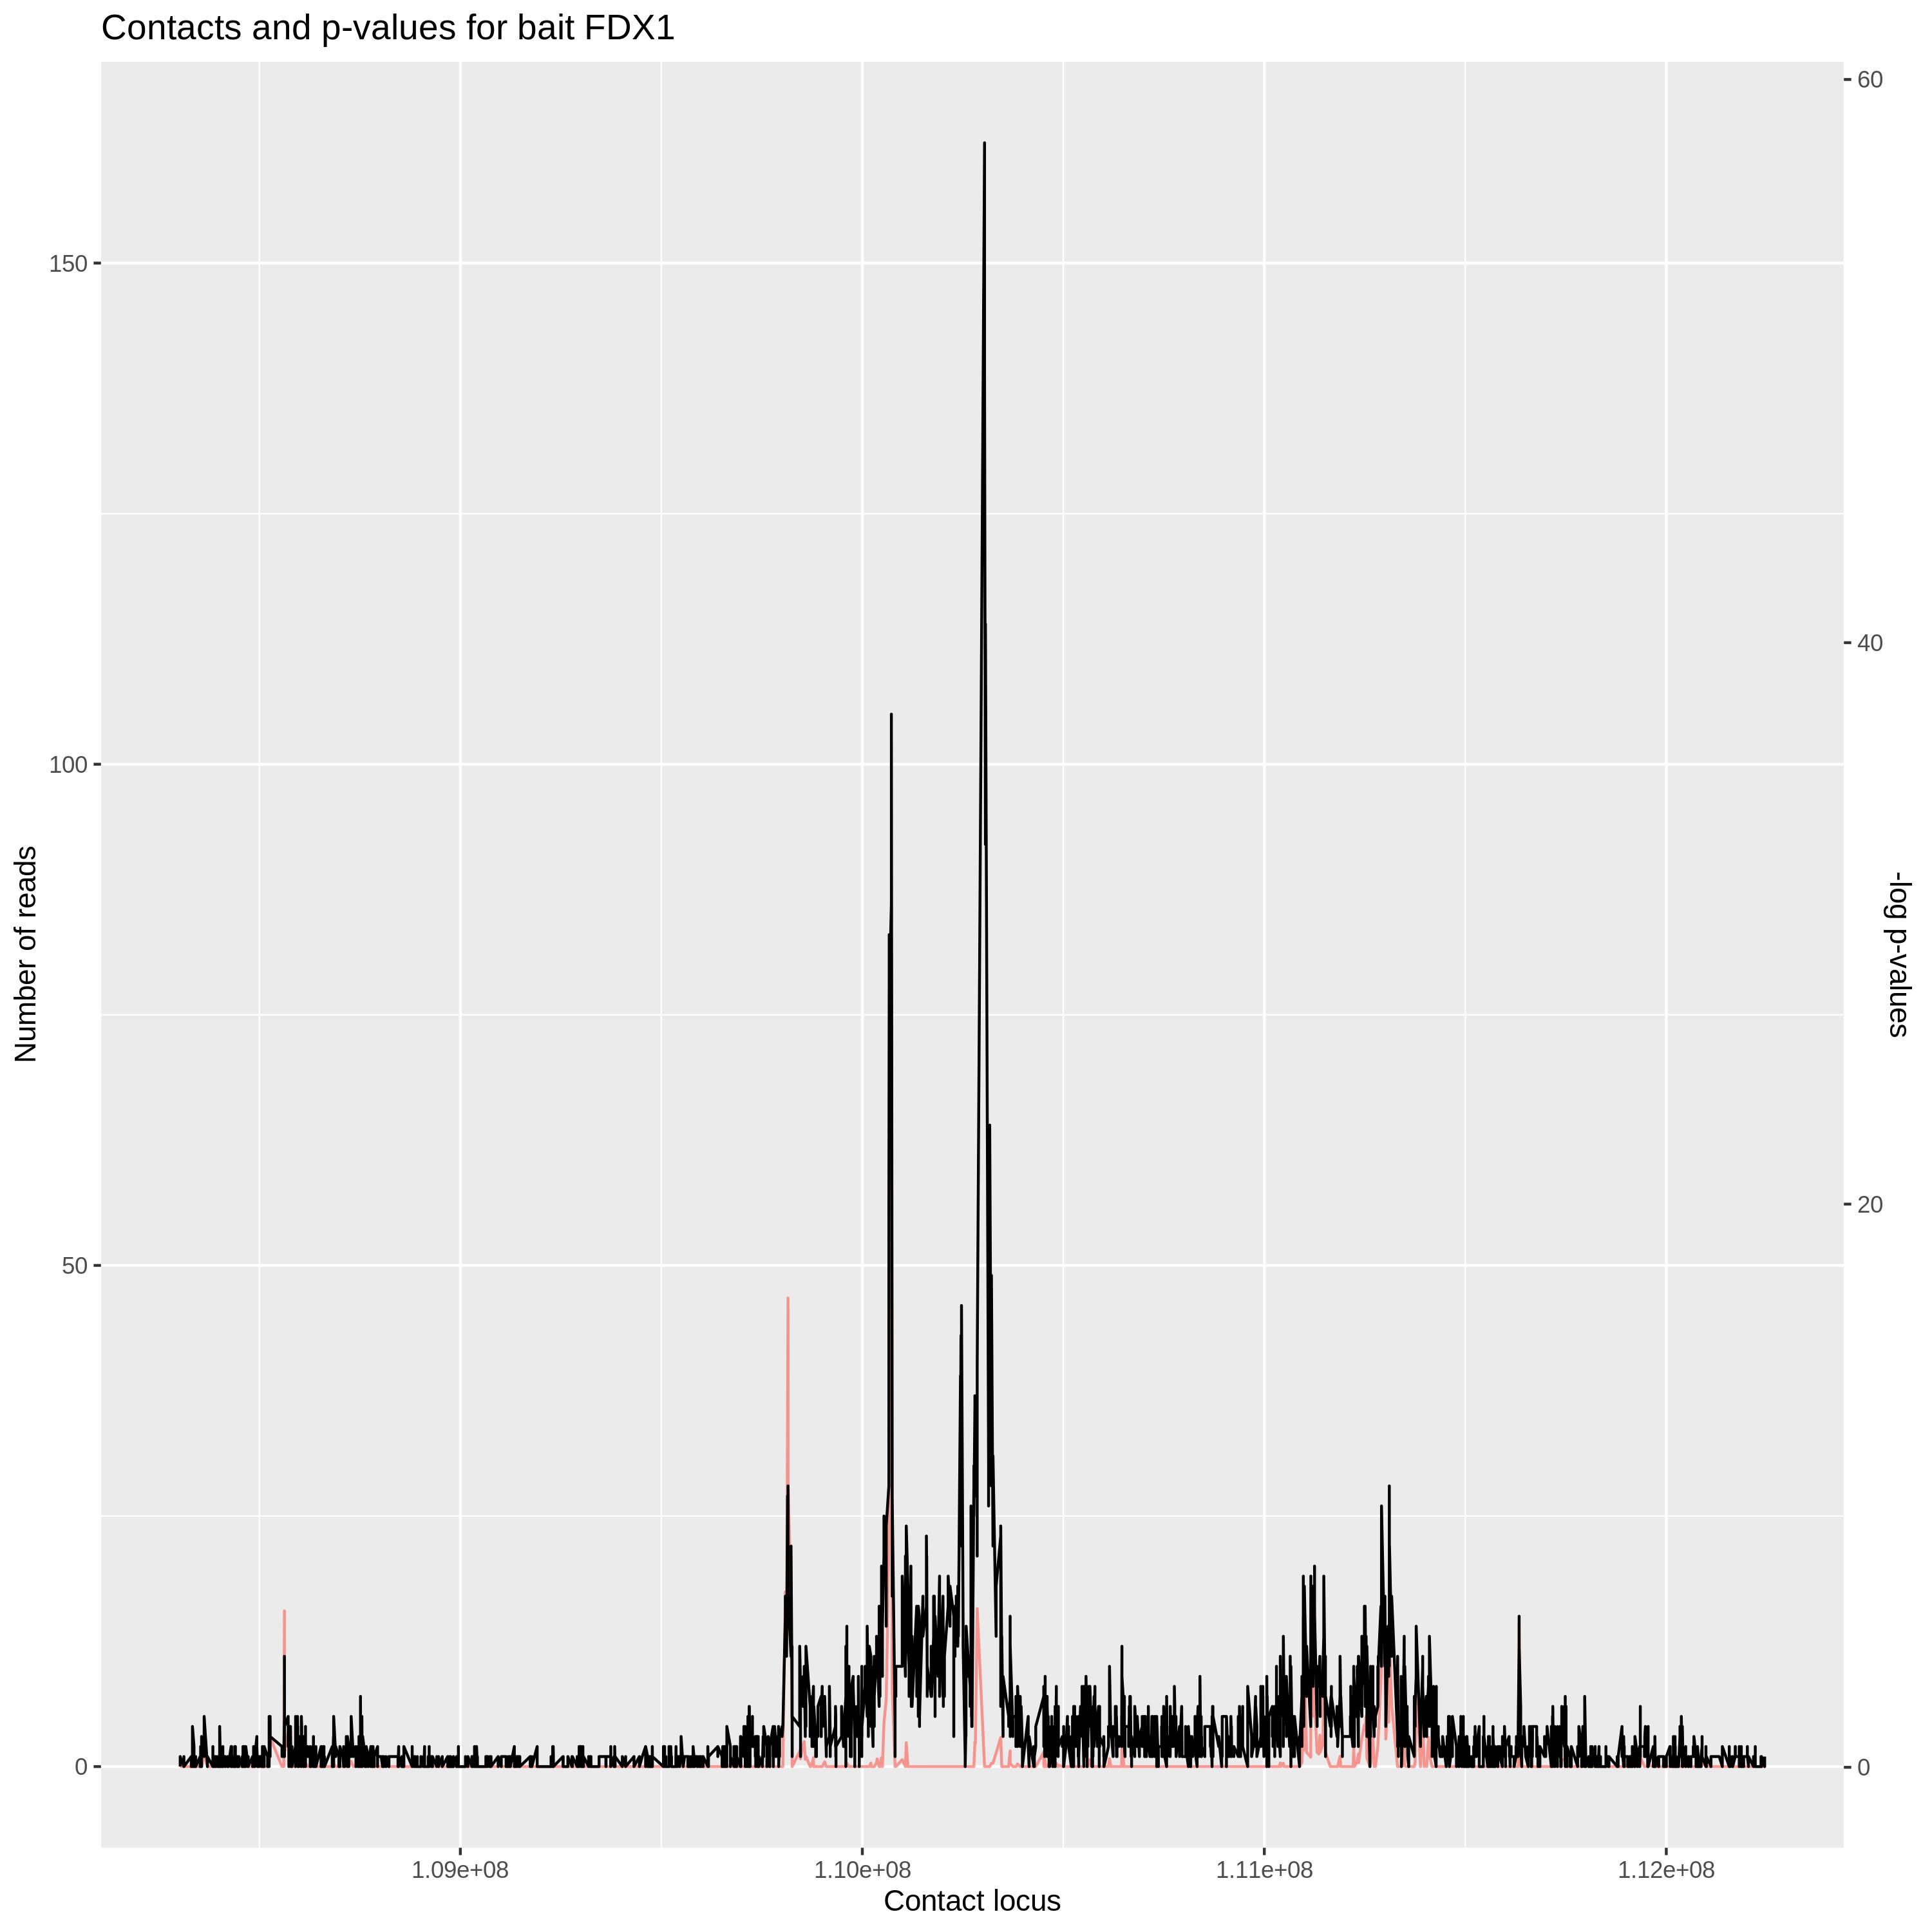 Contacts and p-values for bait FDX1
60
150
40
100
Number of reads
-log p-values
20
50
0
0
1.09e+08
1.10e+08
1.11e+08
1.12e+08
Contact locus